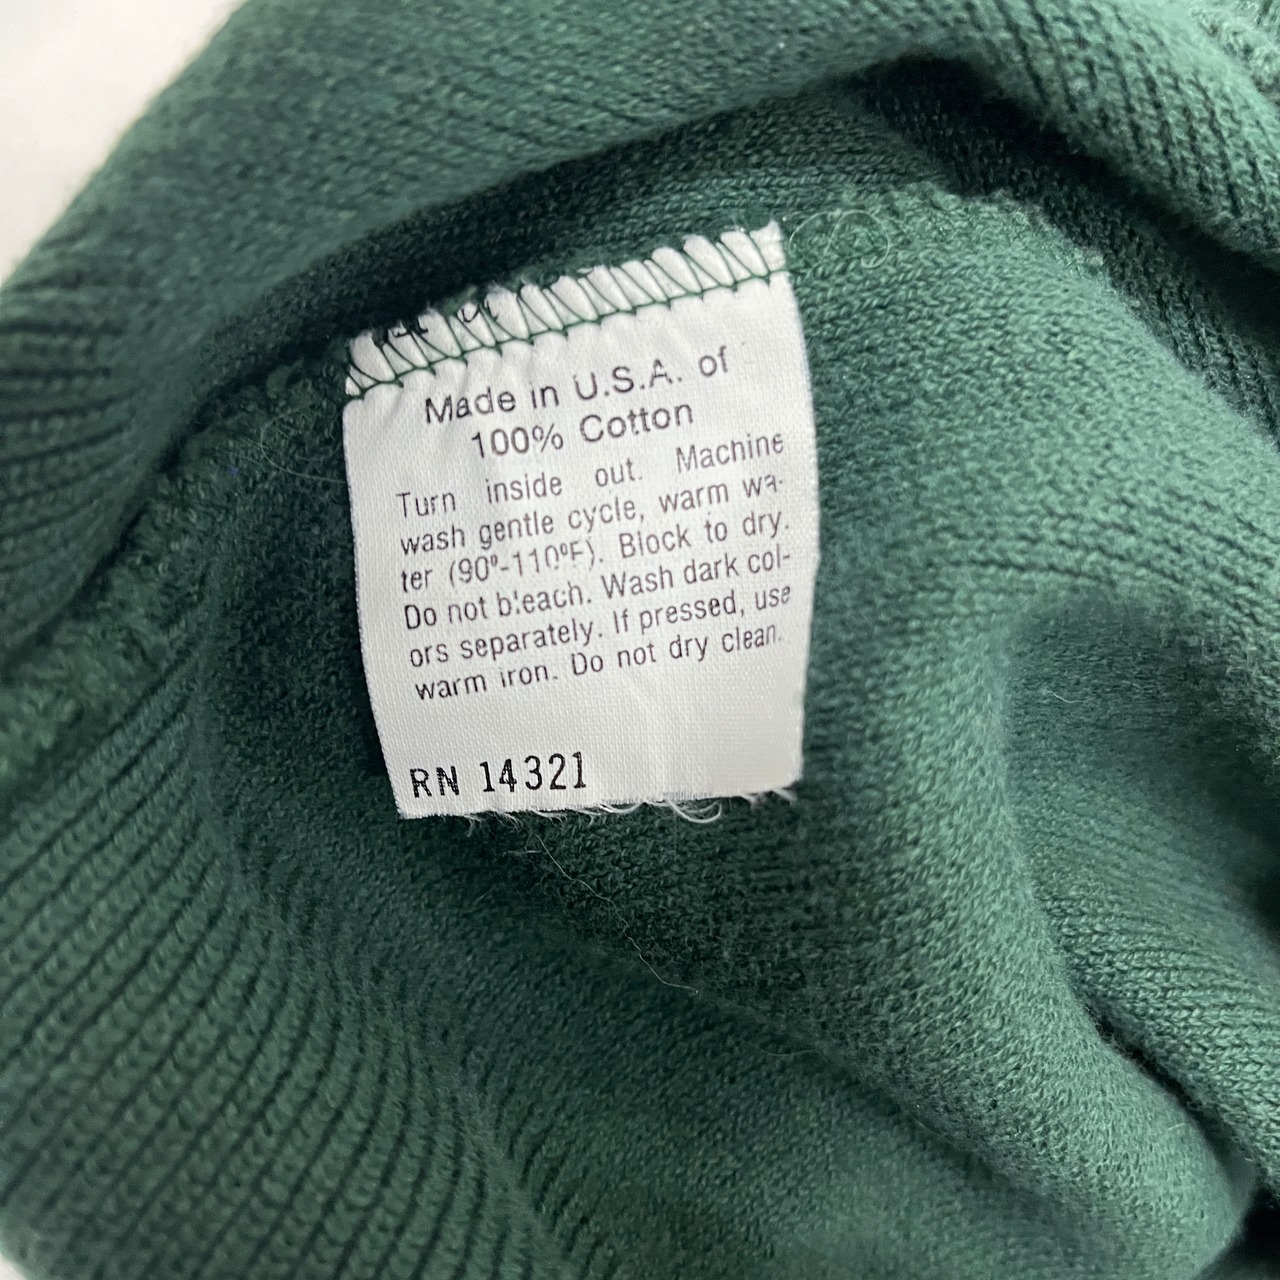 Made in U.S.A. of
100% Cotton
Turn inside out. Machine
wash gentle cycle, warm wa-
ter (90º-110ºF). Block to dry.
Do not bleach. Wash dark col-
ors separately. If pressed, use
warm iron. Do not dry clean.
RN 14321